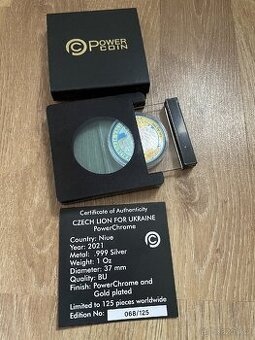 POWER
COIN
Certificate of Authenticity
CZECH LION FOR UKRAINE
PowerChrome
Country: Niue
Year: 2021
Metal: .999 Silver
Weight: 1 Oz
Diameter: 37 mm
Quality: BU
Finish: PowerChrome and
Gold plated
Limited to 125 pieces worldwide
Edition No: 068/125